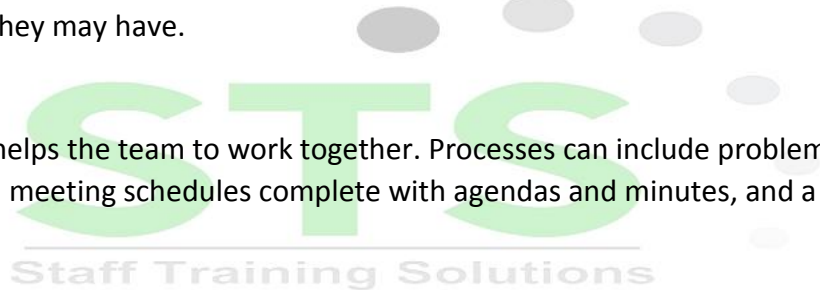 hey may have.
STS
helps the team to work together. Processes can include problem
meeting schedules complete with agendas and minutes, and a
Staff Training Solutions